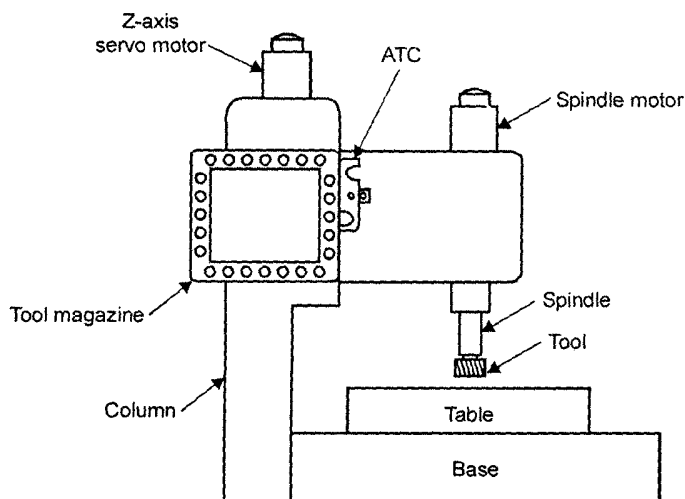 Z-axis
servo motor
ATC
Spindle motor
Tool magazine
Spindle
Tool
Column
Table
Base